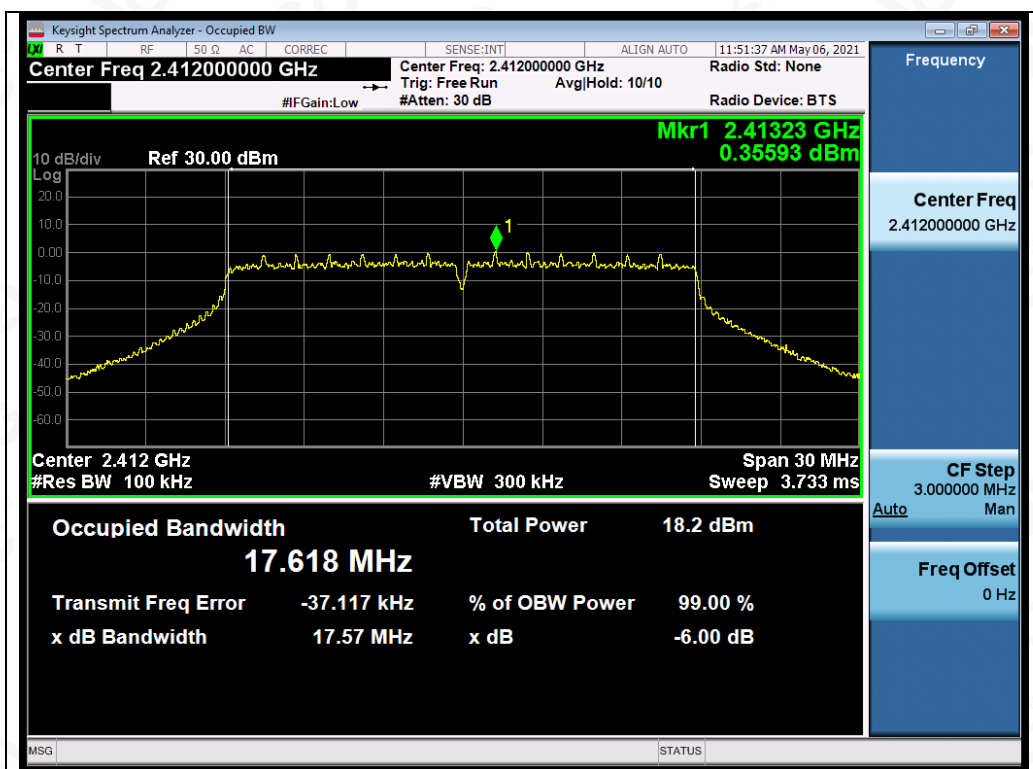 Keysight Spectrum Analyzer - Occupied BW
LXI R T RF 50 Ω AC CORREC SENSE:INT ALIGN AUTO 11:51:37 AM May 06, 2021
Center Freq 2.412000000 GHz Center Freq: 2.412000000 GHz Radio Std: None
Trig: Free Run Avg|Hold: 10/10
#IFGain:Low #Atten: 30 dB Radio Device: BTS
Mkr1 2.41323 GHz
0.35593 dBm
10 dB/div Ref 30.00 dBm
Log
20.0
10.0
0.00
-10.0
-20.0
-30.0
-40.0
-50.0
-60.0
1
Center 2.412 GHz Span 30 MHz
#Res BW 100 kHz #VBW 300 kHz Sweep 3.733 ms
Occupied Bandwidth Total Power 18.2 dBm
17.618 MHz
Transmit Freq Error -37.117 kHz % of OBW Power 99.00 %
x dB Bandwidth 17.57 MHz x dB -6.00 dB
Frequency
Center Freq
2.412000000 GHz
CF Step
3.000000 MHz
Auto Man
Freq Offset
0 Hz
MSG STATUS